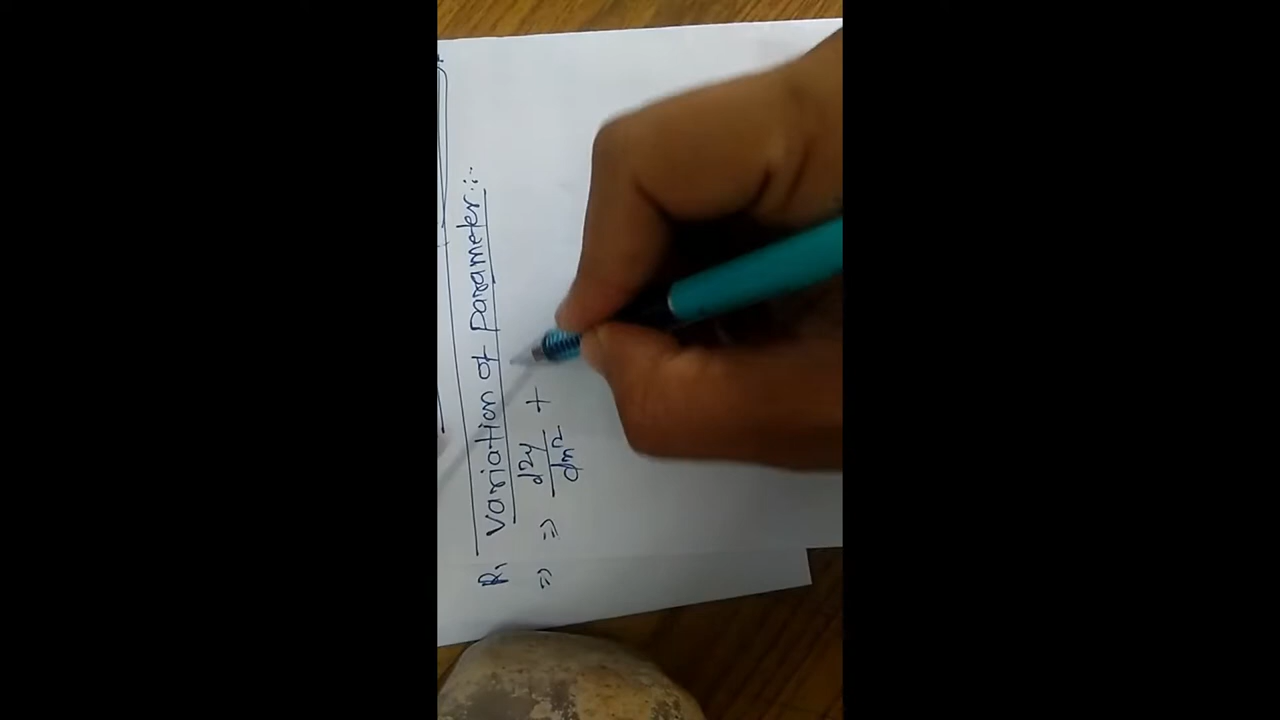 R, Variation of parameter:-
⇒ ⇒ d²y/dx² +